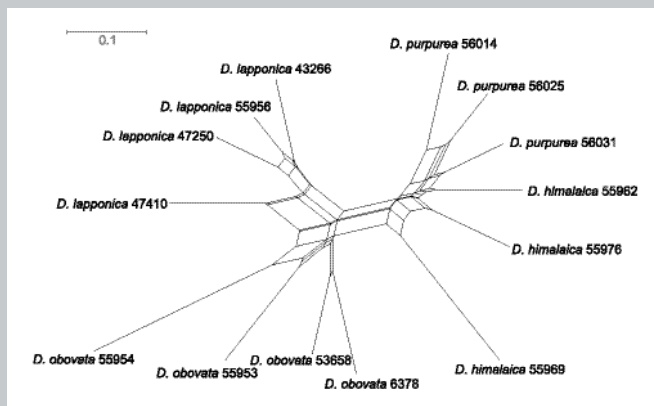 0.1
D. purpurea 56014
D. lapponica 43266
D. purpurea 56025
D. lapponica 55956
D. lapponica 47250
D. purpurea 56031
D. himalaica 55962
D. lapponica 47410
D. himalaica 55976
D. obovata 55954
D. obovata 53658
D. obovata 55953
D. himalaica 55969
D. obovata 6378